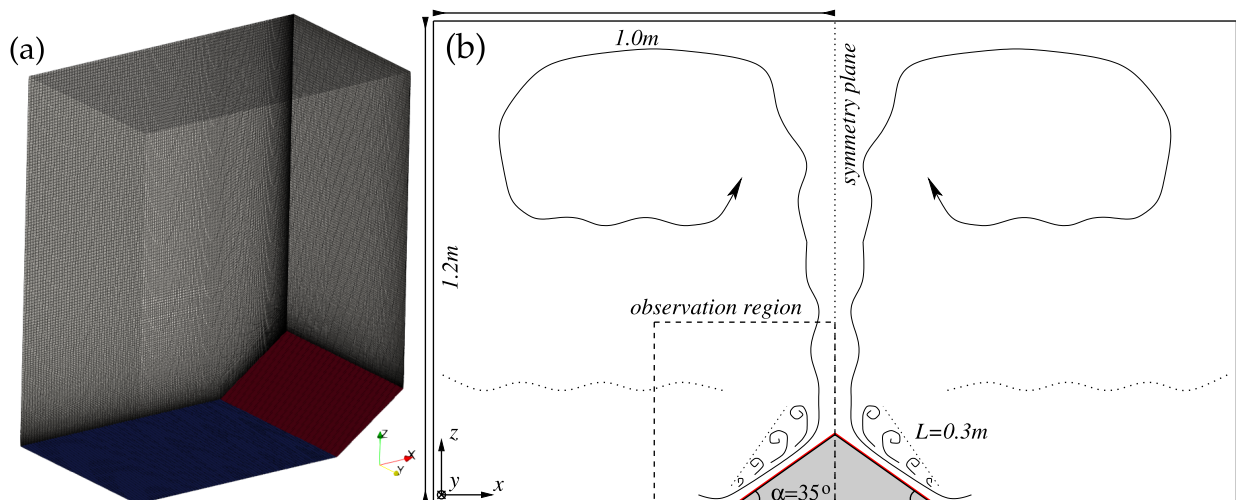 (a)
Z
X
Y
(b)
1.0m
symmetry plane
1.2m
observation region
L=0.3m
z
y
x
α=35°